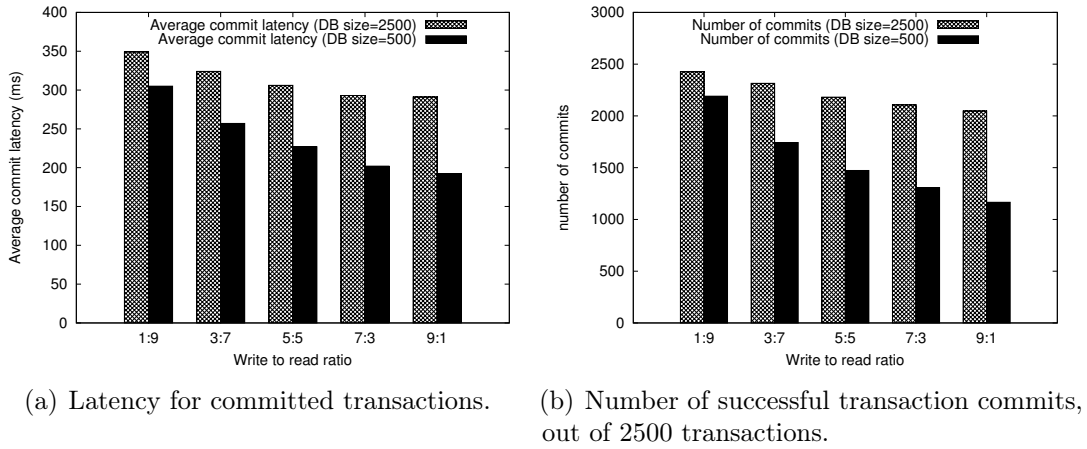 Average commit latency (DB size=2500)
Average commit latency (DB size=500)
400
350
300
250
200
150
100
50
0
Average commit latency (ms)
1:9 3:7 5:5 7:3 9:1
Write to read ratio
(a) Latency for committed transactions.
Number of commits (DB size=2500)
Number of commits (DB size=500)
3000
2500
2000
1500
1000
500
0
number of commits
1:9 3:7 5:5 7:3 9:1
Write to read ratio
(b) Number of successful transaction commits,
out of 2500 transactions.